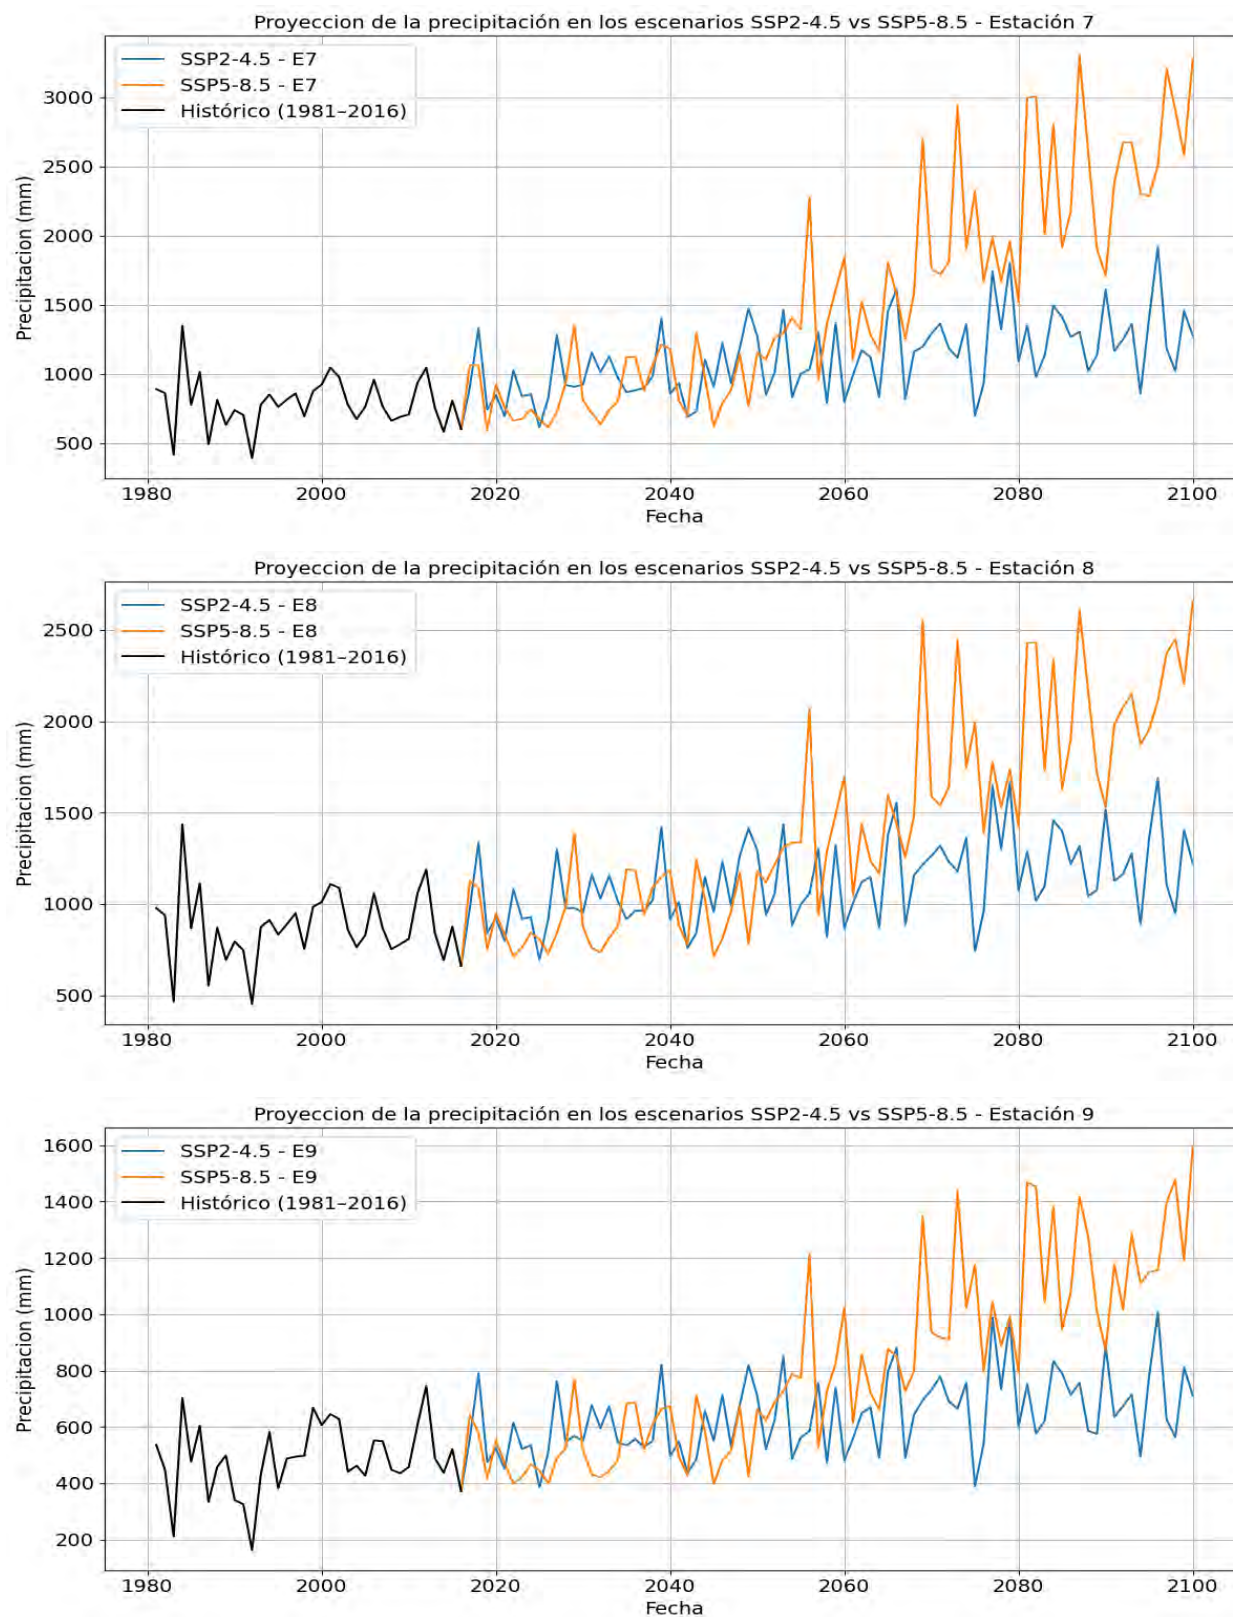 Proyeccion de la precipitación en los escenarios SSP2-4.5 vs SSP5-8.5 - Estación 7
SSP2-4.5 - E7
SSP5-8.5 - E7
Histórico (1981–2016)
3000
2500
2000
1500
1000
500
Precipitacion (mm)
1980 2000 2020 2040 2060 2080 2100
Fecha
Proyeccion de la precipitación en los escenarios SSP2-4.5 vs SSP5-8.5 - Estación 8
SSP2-4.5 - E8
SSP5-8.5 - E8
Histórico (1981–2016)
2500
2000
1500
1000
500
Precipitacion (mm)
1980 2000 2020 2040 2060 2080 2100
Fecha
Proyeccion de la precipitación en los escenarios SSP2-4.5 vs SSP5-8.5 - Estación 9
SSP2-4.5 - E9
SSP5-8.5 - E9
Histórico (1981–2016)
1600
1400
1200
1000
800
600
400
200
Precipitacion (mm)
1980 2000 2020 2040 2060 2080 2100
Fecha